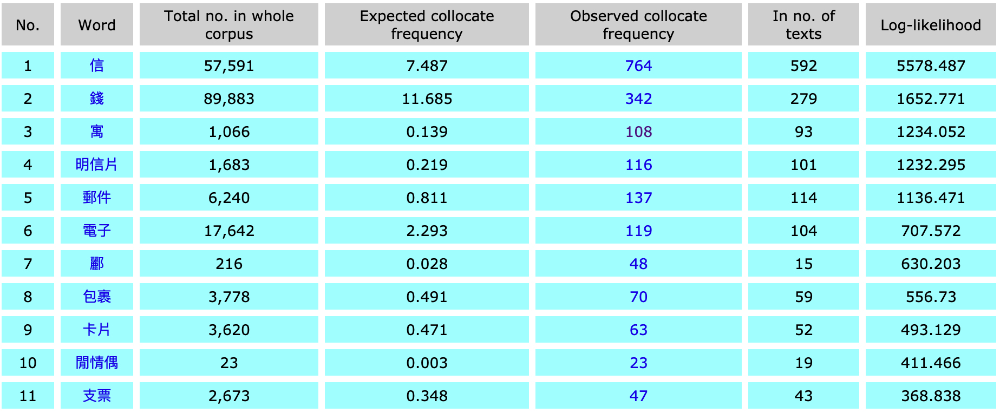 No. Word Total no. in whole corpus Expected collocate frequency Observed collocate frequency In no. of texts Log-likelihood
1 信 57,591 7.487 764 592 5578.487
2 錢 89,883 11.685 342 279 1652.771
3 寓 1,066 0.139 108 93 1234.052
4 明信片 1,683 0.219 116 101 1232.295
5 郵件 6,240 0.811 137 114 1136.471
6 電子 17,642 2.293 119 104 707.572
7 酈 216 0.028 48 15 630.203
8 包裹 3,778 0.491 70 59 556.73
9 卡片 3,620 0.471 63 52 493.129
10 閒情偶 23 0.003 23 19 411.466
11 支票 2,673 0.348 47 43 368.838